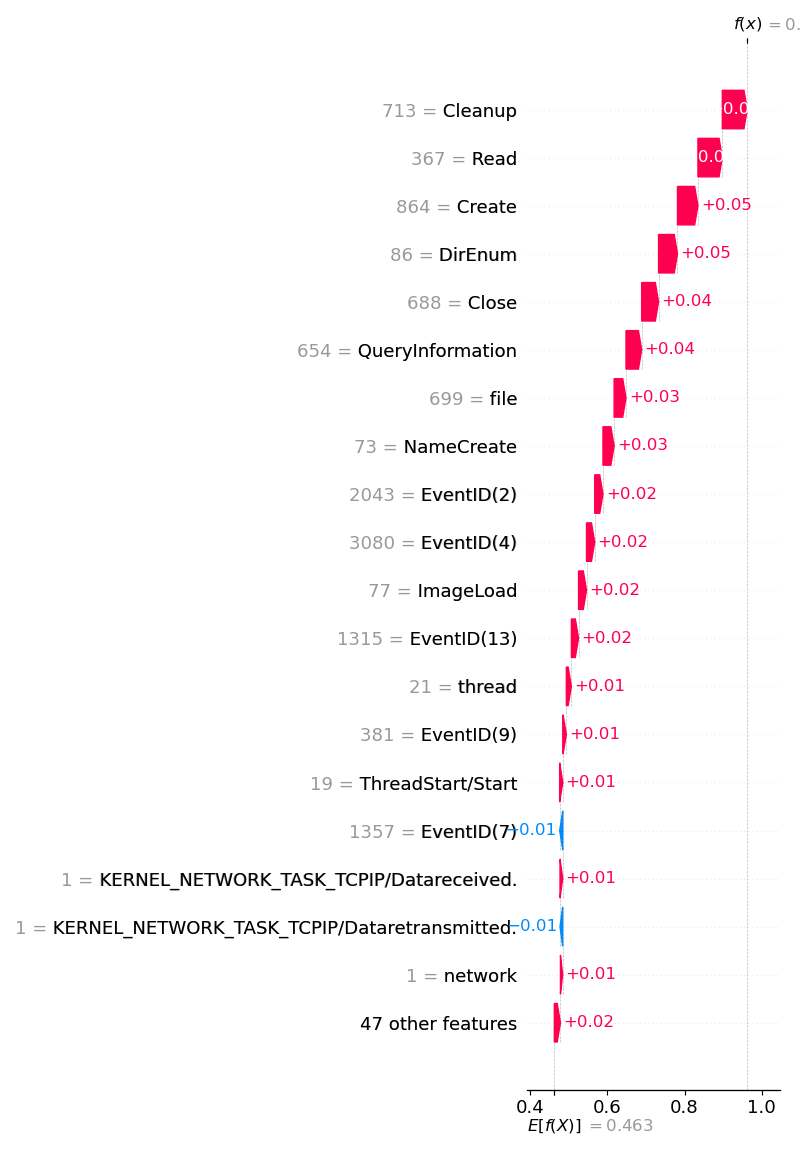 f(x) = 0.
713 = Cleanup
0.0
367 = Read
0.0
864 = Create
+0.05
86 = DirEnum
+0.05
688 = Close
+0.04
654 = QueryInformation
+0.04
699 = file
+0.03
73 = NameCreate
+0.03
2043 = EventID(2)
+0.02
3080 = EventID(4)
+0.02
77 = ImageLoad
+0.02
1315 = EventID(13)
+0.02
21 = thread
+0.01
381 = EventID(9)
+0.01
19 = ThreadStart/Start
+0.01
1357 = EventID(7)
−0.01
1 = KERNEL_NETWORK_TASK_TCPIP/Datareceived.
+0.01
1 = KERNEL_NETWORK_TASK_TCPIP/Dataretransmitted.
−0.01
1 = network
+0.01
47 other features
+0.02
0.4 0.6 0.8 1.0
E[f(X)] = 0.463